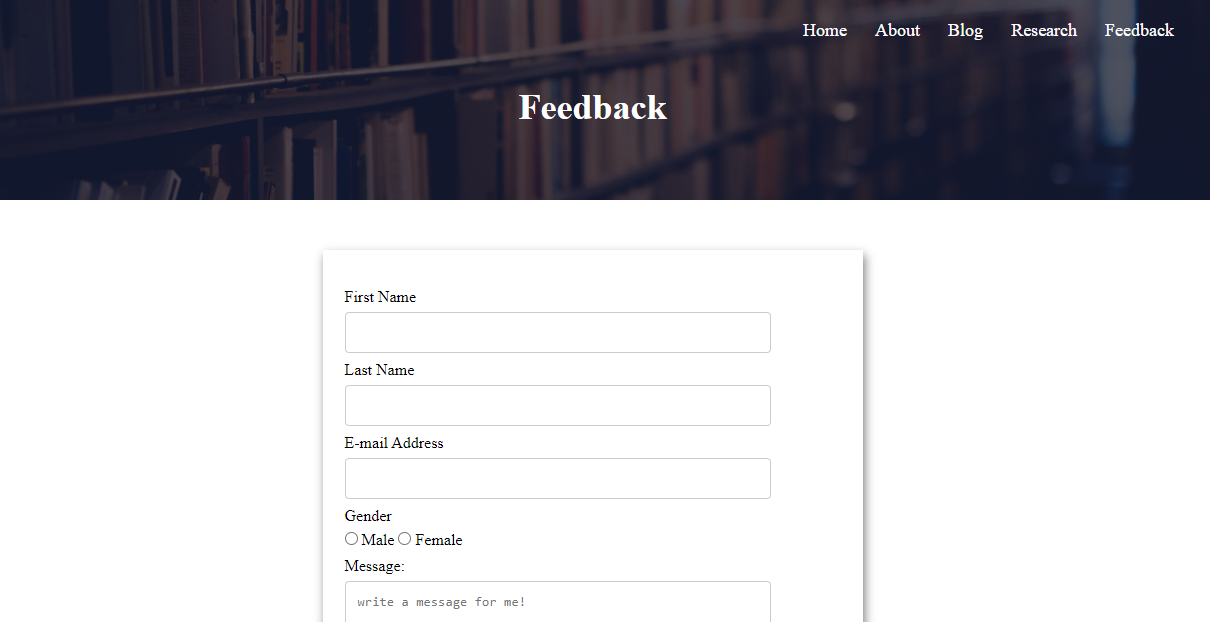 Home About Blog Research Feedback
Feedback
First Name
Last Name
E-mail Address
Gender
Male Female
Message:
write a message for me!